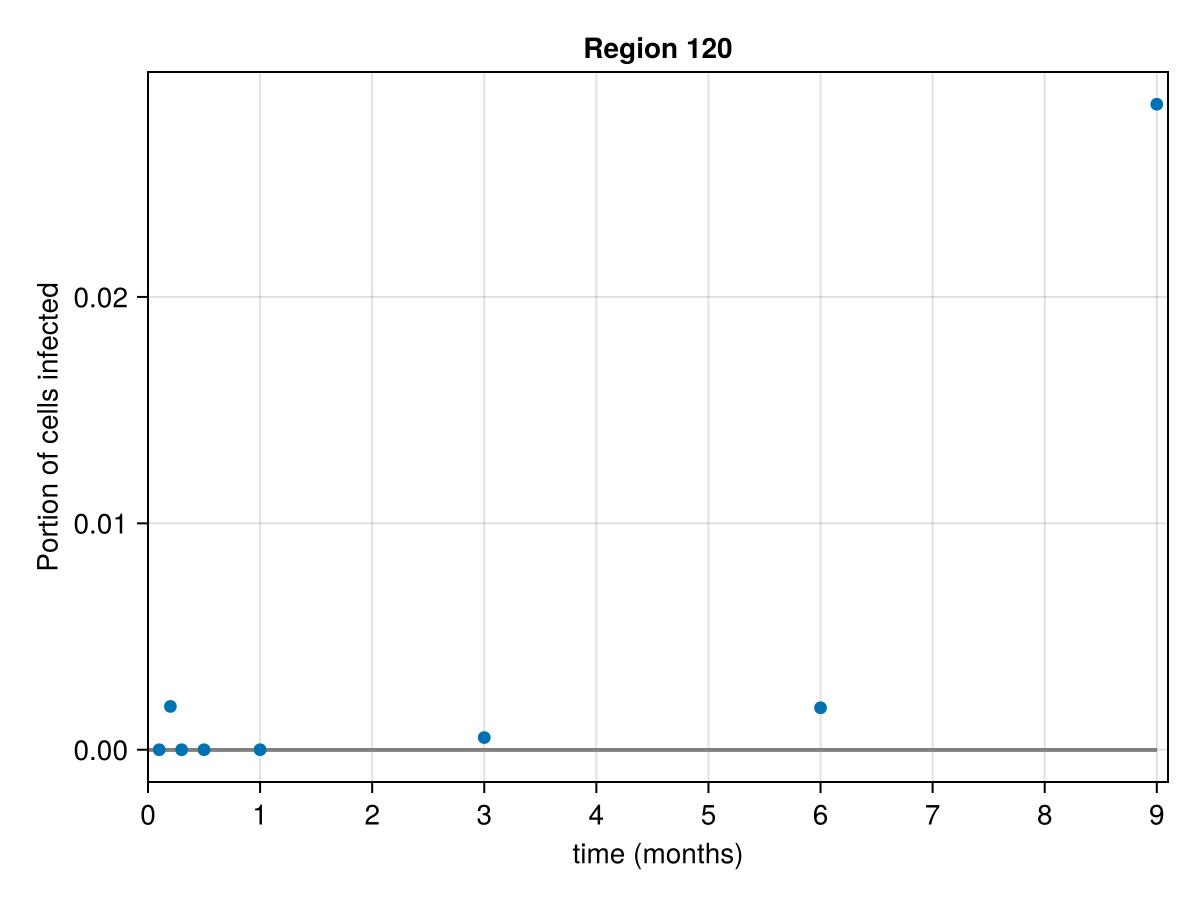 Region 120
Portion of cells infected
0.02
0.01
0.00
0 1 2 3 4 5 6 7 8 9
time (months)